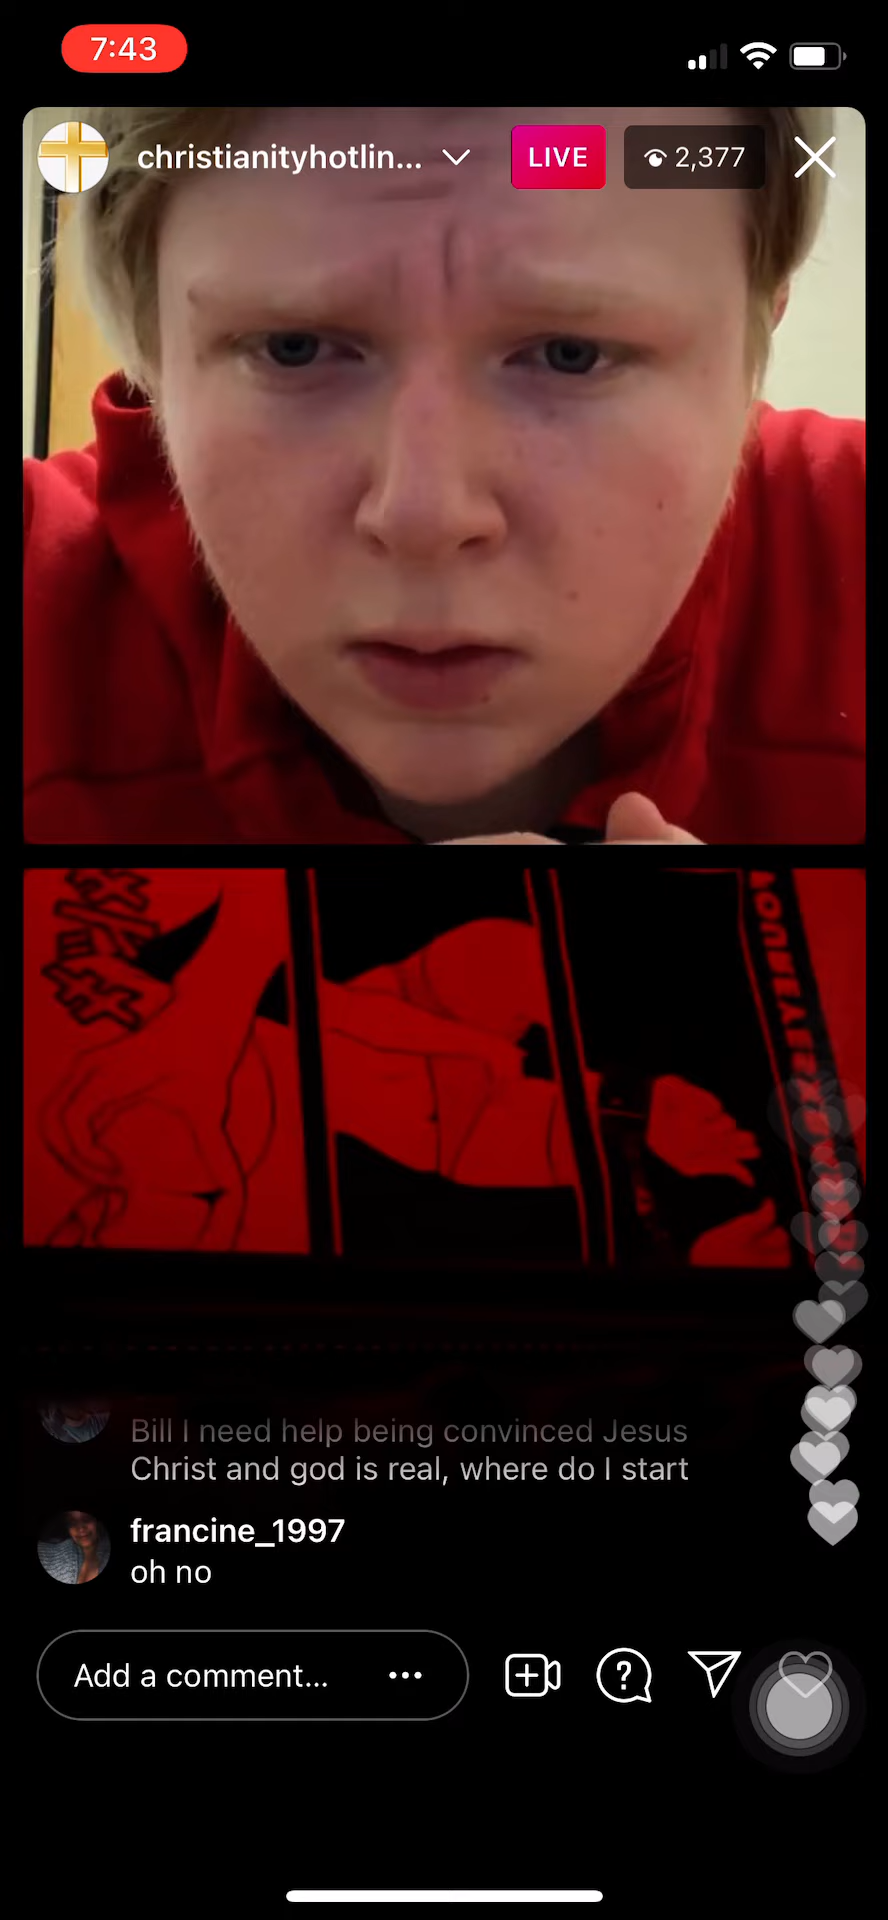 7:43
christianityhotlin...
LIVE
2,377
Bill I need help being convinced Jesus
Christ and god is real, where do I start
francine_1997
oh no
Add a comment...